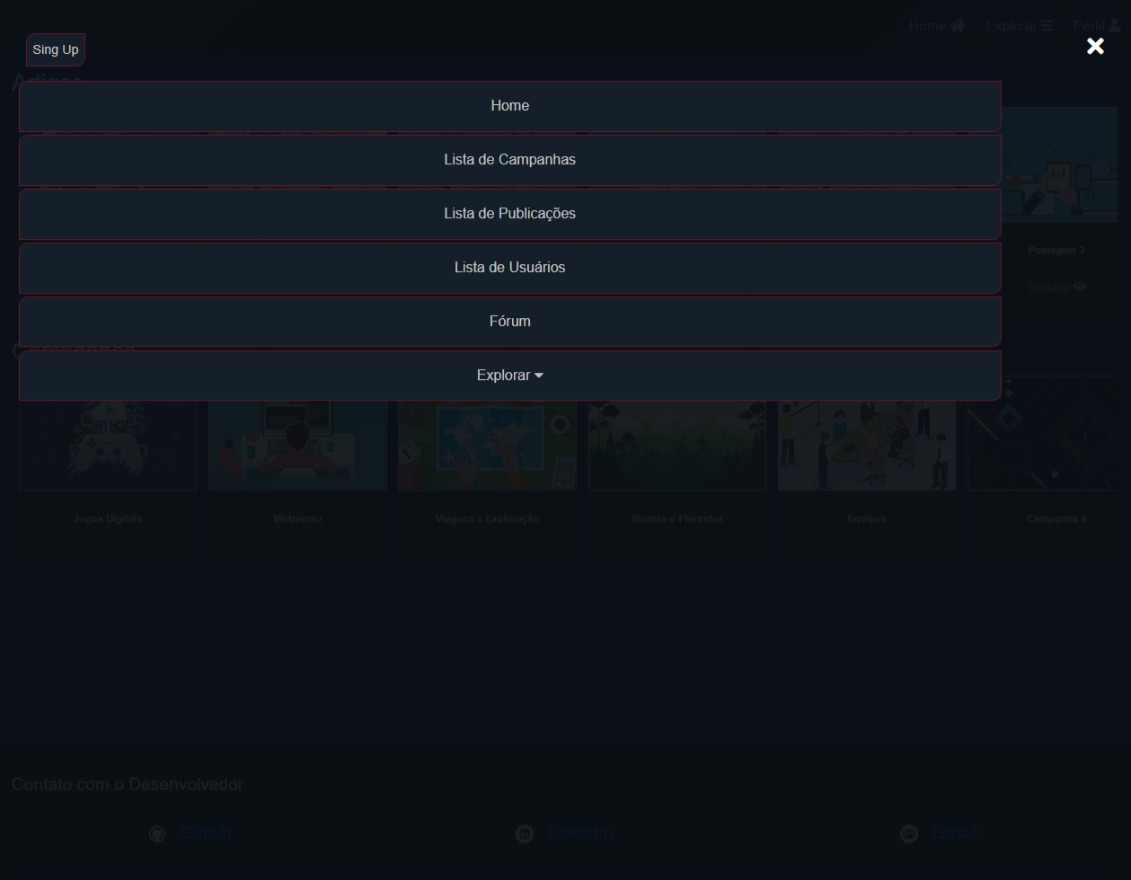 Home
Explorar
Perfil
Sing Up
Artigos
Home
Lista de Campanhas
Lista de Publicações
Lista de Usuários
Postagem 3
Sumário
Fórum
Explorar
Jogos Digitais
Webverso
Viagens e Exploração
Biomas e Florestas
Equipes
Campanha 6
Contato com o Desenvolvedor
Github
LinkedIn
Gmail